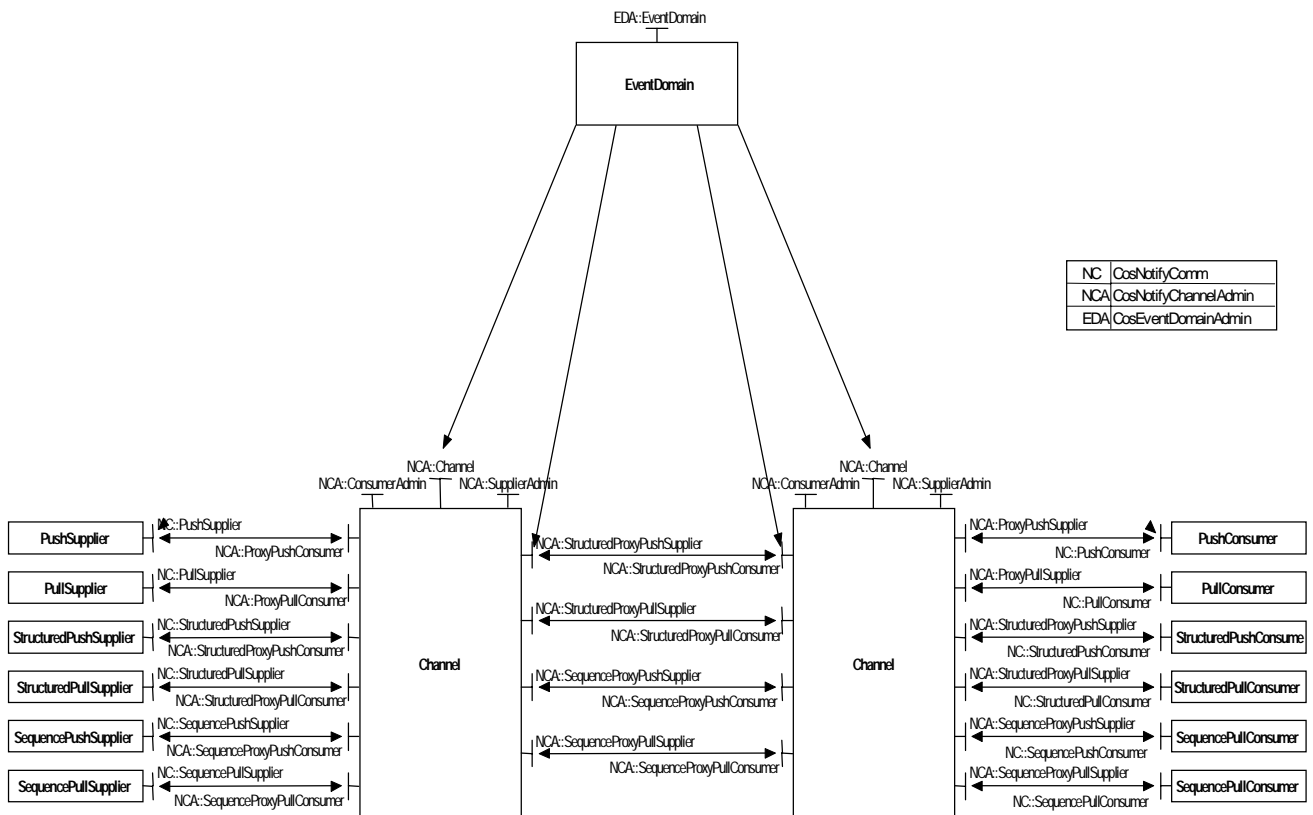 EDA::EventDomain
EventDomain
NC CosNotifyComm
NCA CosNotifyChannelAdmin
EDA CosEventDomainAdmin
NCA::Channel
NCA::ConsumerAdmin
NCA::SupplierAdmin
NCA::Channel
NCA::ConsumerAdmin
NCA::SupplierAdmin
PushSupplier
NC::PushSupplier
NCA::ProxyPushConsumer
PullSupplier
NC::PullSupplier
NCA::ProxyPullConsumer
StructuredPushSupplier
NC::StructuredPushSupplier
NCA::StructuredProxyPushConsumer
StructuredPullSupplier
NC::StructuredPullSupplier
NCA::StructuredProxyPullConsumer
SequencePushSupplier
NC::SequencePushSupplier
NCA::SequenceProxyPushConsumer
SequencePullSupplier
NC::SequencePullSupplier
NCA::SequenceProxyPullConsumer
Channel
NCA::StructuredProxyPushSupplier
NCA::StructuredProxyPushConsumer
NCA::StructuredProxyPullSupplier
NCA::StructuredProxyPullConsumer
NCA::SequenceProxyPushSupplier
NCA::SequenceProxyPushConsumer
NCA::SequenceProxyPullSupplier
NCA::SequenceProxyPullConsumer
Channel
NCA::ProxyPushSupplier
NC::PushConsumer
PushConsumer
NCA::ProxyPullSupplier
NC::PullConsumer
PullConsumer
NCA::StructuredProxyPushSupplier
NC::StructuredPushConsumer
StructuredPushConsume
NCA::StructuredProxyPullSupplier
NC::StructuredPullConsumer
StructuredPullConsumer
NCA::SequenceProxyPushSupplier
NC::SequencePushConsumer
SequencePullConsumer
NCA::SequenceProxyPullSupplier
NC::SequencePullConsumer
SequencePullConsumer